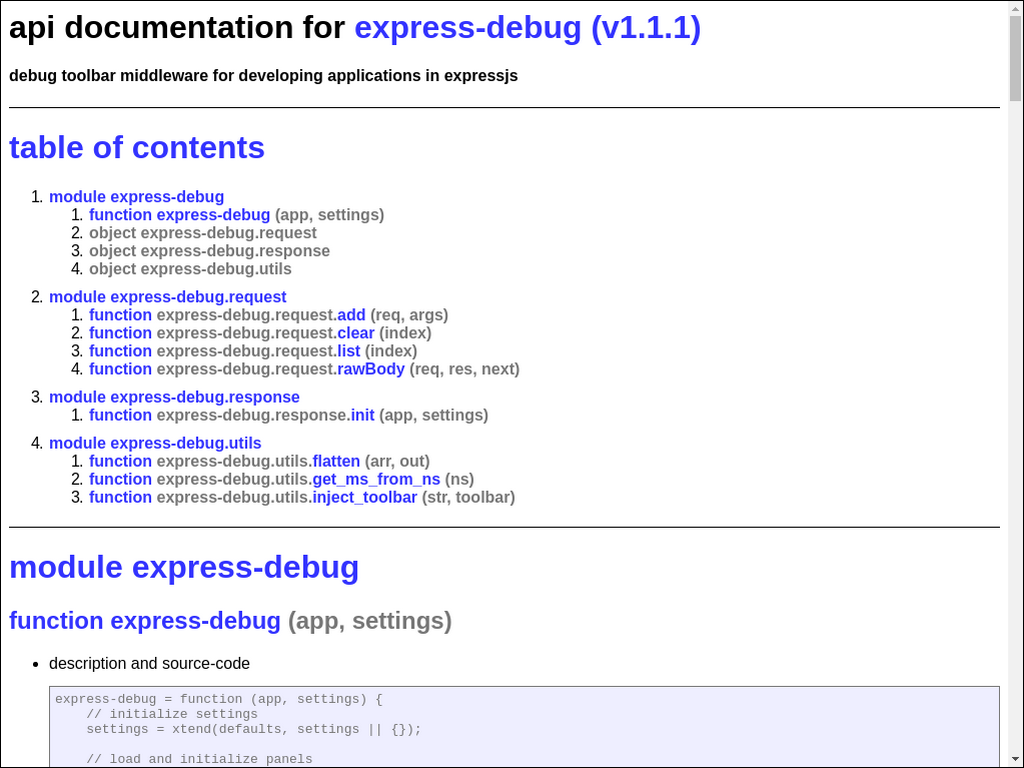 api documentation for express-debug (v1.1.1)
debug toolbar middleware for developing applications in expressjs
table of contents
1. module express-debug
1. function express-debug (app, settings)
2. object express-debug.request
3. object express-debug.response
4. object express-debug.utils
2. module express-debug.request
1. function express-debug.request.add (req, args)
2. function express-debug.request.clear (index)
3. function express-debug.request.list (index)
4. function express-debug.request.rawBody (req, res, next)
3. module express-debug.response
1. function express-debug.response.init (app, settings)
4. module express-debug.utils
1. function express-debug.utils.flatten (arr, out)
2. function express-debug.utils.get_ms_from_ns (ns)
3. function express-debug.utils.inject_toolbar (str, toolbar)
module express-debug
function express-debug (app, settings)
• description and source-code
express-debug = function (app, settings) {
    // initialize settings
    settings = xtend(defaults, settings || {});
    // load and initialize panels